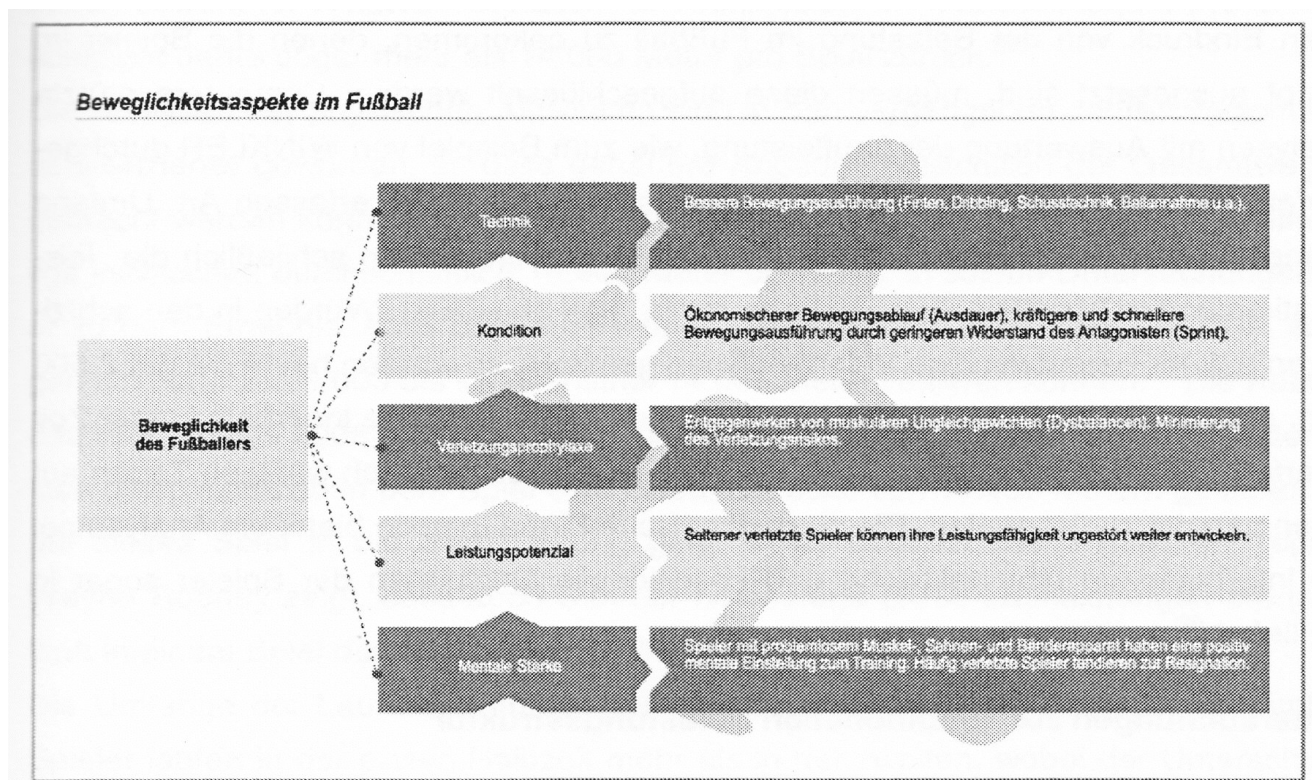 Beweglichkeitsaspekte im Fußball
Technik
Bessere Bewegungsausführung (Finten, Dribbling, Schusstechnik, Ballannahme u.a.).
Kondition
Ökonomischerer Bewegungsablauf (Ausdauer), kräftigere und schnellere
Bewegungsausführung durch geringeren Widerstand des Antagonisten (Sprint).
Beweglichkeit
des Fußballers
Verletzungsprophylaxe
Entgegenwirken von muskulären Ungleichgewichten (Dysbalancen). Minimierung
des Verletzungsrisikos.
Leistungspotenzial
Seltener verletzte Spieler können ihre Leistungsfähigkeit ungestört weiter entwickeln.
Mentale Stärke
Spieler mit problemlosem Muskel-, Sehnen- und Bänderapparat haben eine positiv
mentale Einstellung zum Training. Häufig verletzte Spieler tendieren zur Resignation.